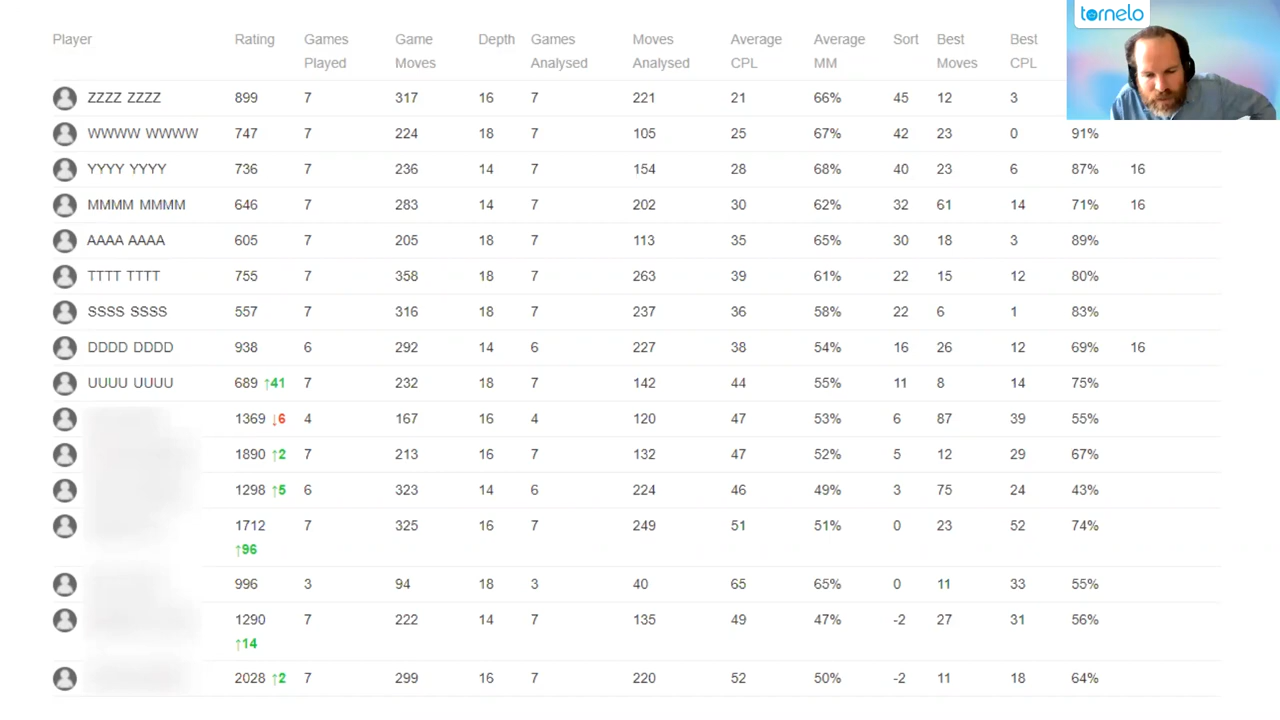 tornelo
Player Rating Games Played Game Moves Depth Games Analysed Moves Analysed Average CPL Average MM Sort Best Moves Best CPL
ZZZZ ZZZZ 899 7 317 16 7 221 21 66% 45 12 3
WWWW WWWW 747 7 224 18 7 105 25 67% 42 23 0 91%
YYYY YYYY 736 7 236 14 7 154 28 68% 40 23 6 87% 16
MMMM MMMM 646 7 283 14 7 202 30 62% 32 61 14 71% 16
AAAA AAAA 605 7 205 18 7 113 35 65% 30 18 3 89%
TTTT TTTT 755 7 358 18 7 263 39 61% 22 15 12 80%
SSSS SSSS 557 7 316 18 7 237 36 58% 22 6 1 83%
DDDD DDDD 938 6 292 14 6 227 38 54% 16 26 12 69% 16
UUUU UUUU 689 ↑41 7 232 18 7 142 44 55% 11 8 14 75%
1369 ↓6 4 167 16 4 120 47 53% 6 87 39 55%
1890 ↑2 7 213 16 7 132 47 52% 5 12 29 67%
1298 ↑5 6 323 14 6 224 46 49% 3 75 24 43%
1712 ↑96 7 325 16 7 249 51 51% 0 23 52 74%
996 3 94 18 3 40 65 65% 0 11 33 55%
1290 ↑14 7 222 14 7 135 49 47% -2 27 31 56%
2028 ↑2 7 299 16 7 220 52 50% -2 11 18 64%